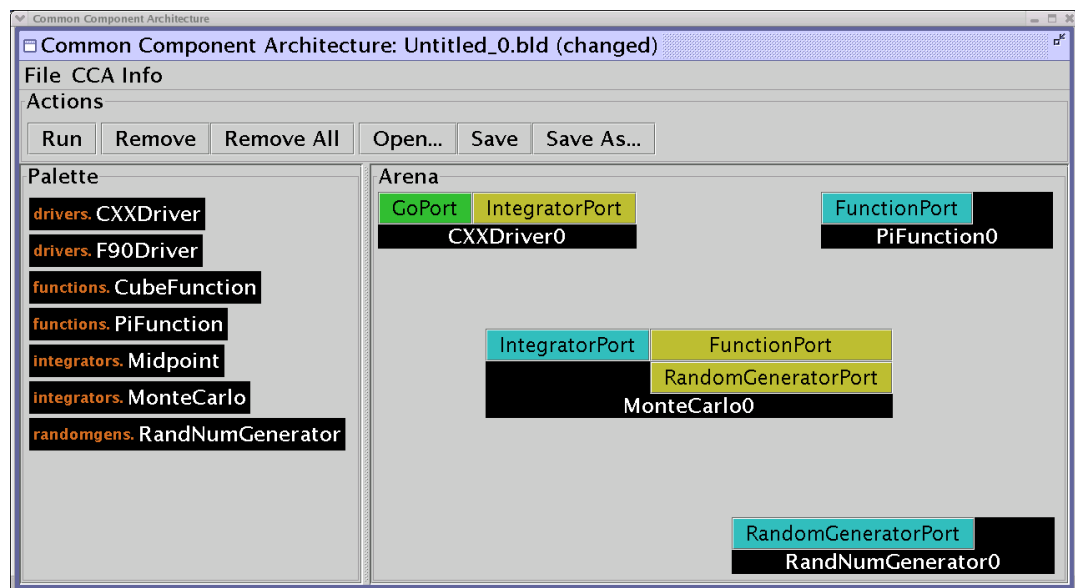 Common Component Architecture
Common Component Architecture: Untitled_0.bld (changed)
File CCA Info
Actions
Run Remove Remove All Open... Save Save As...
Palette
drivers. CXXDriver
drivers. F90Driver
functions. CubeFunction
functions. PiFunction
integrators. Midpoint
integrators. MonteCarlo
randomgens. RandNumGenerator
Arena
GoPort IntegratorPort
CXXDriver0
FunctionPort
PiFunction0
IntegratorPort FunctionPort
RandomGeneratorPort
MonteCarlo0
RandomGeneratorPort
RandNumGenerator0